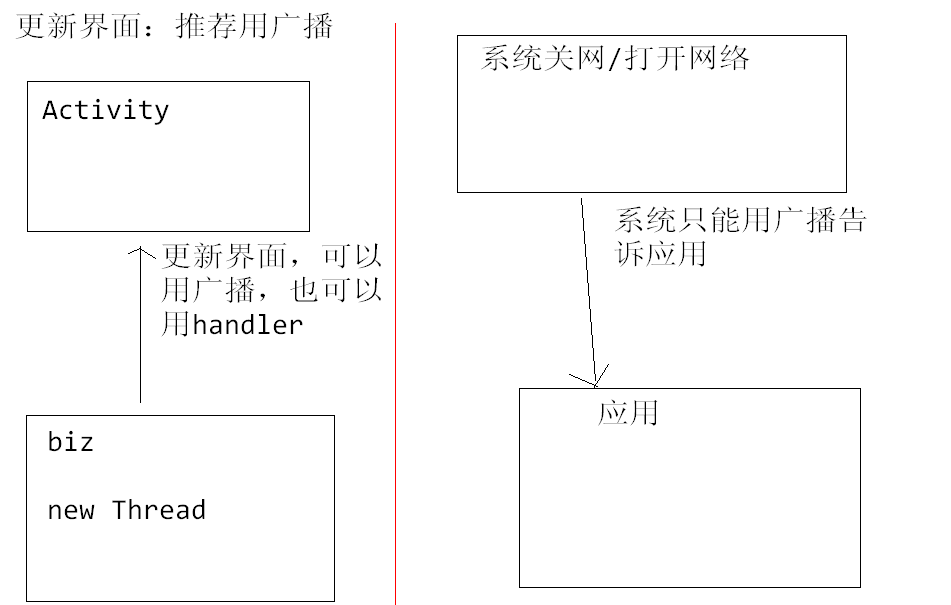 更新界面：推荐用广播
Activity
更新界面，可以
用广播，也可以
用handler
biz
new Thread
系统关网/打开网络
系统只能用广播告
诉应用
应用